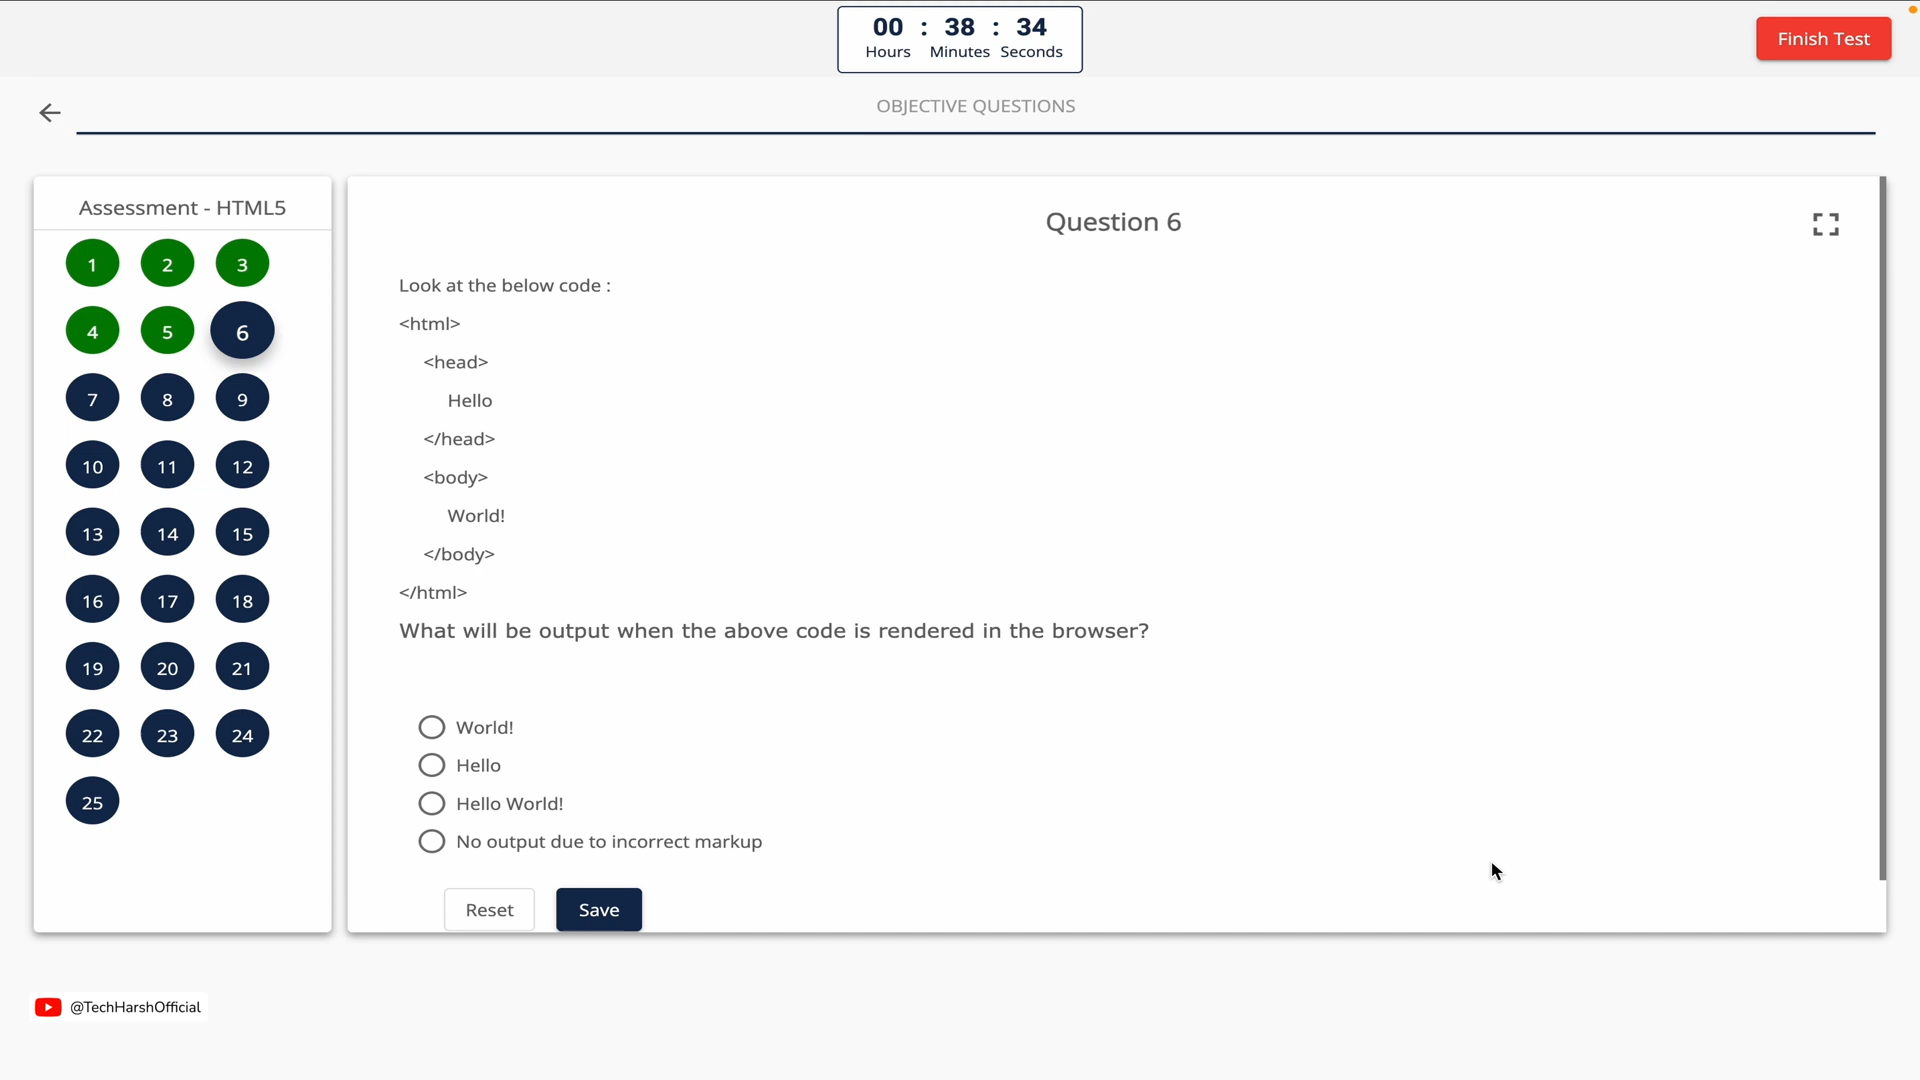 00 : 38 : 34
Hours Minutes Seconds
Finish Test
OBJECTIVE QUESTIONS
Assessment - HTML5
1 2 3
4 5 6
7 8 9
10 11 12
13 14 15
16 17 18
19 20 21
22 23 24
25
Question 6
Look at the below code :
<html>
<head>
Hello
</head>
<body>
World!
</body>
</html>
What will be output when the above code is rendered in the browser?
World!
Hello
Hello World!
No output due to incorrect markup
Reset Save
@TechHarshOfficial